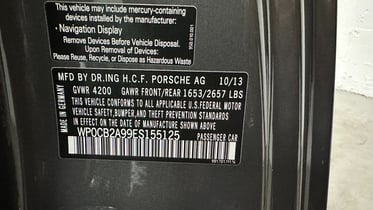 This vehicle may include mercury-containing
devices installed by the manufacturer:
• Navigation Display
Remove Devices Before Vehicle Disposal.
Upon Removal of Devices:
Please Reuse, Recycle, or Dispose as Hazardous Waste
MFD BY DR.ING H.C.F. PORSCHE AG 10/13
GVWR 4200 GAWR FRONT/REAR 1653/2657 LBS
THIS VEHICLE CONFORMS TO ALL APPLICABLE U.S.FEDERAL MOTOR
VEHICLE SAFETY, BUMPER, AND THEFT PREVENTION STANDARDS
IN EFFECT ON THE DATE OF MANUFACTURE SHOWN ABOVE
WP0CB2A99ES155125
PASSENGER CAR